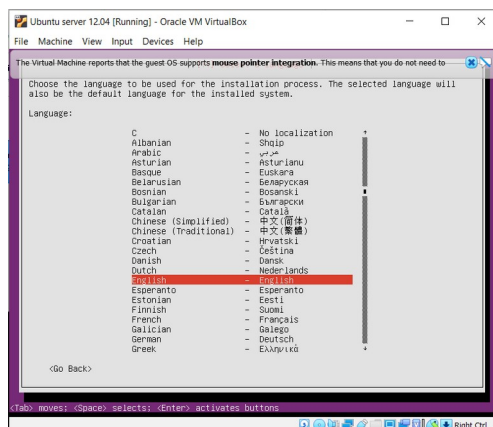 Ubuntu server 12.04 [Running] - Oracle VM VirtualBox
File Machine View Input Devices Help
The Virtual Machine reports that the guest OS supports mouse pointer integration. This means that you do not need to
Choose the language to be used for the installation process. The selected language will
also be the default language for the installed system.
Language:
C - No localization
Albanian - Shqip
Arabic - عربي
Asturian - Asturianu
Basque - Euskara
Belarusian - Беларуская
Bosnian - Bosanski
Bulgarian - Български
Catalan - Català
Chinese (Simplified) - 中文(简体)
Chinese (Traditional) - 中文(繁體)
Croatian - Hrvatski
Czech - Čeština
Danish - Dansk
Dutch - Nederlands
English - English
Esperanto - Esperanto
Estonian - Eesti
Finnish - Suomi
French - Français
Galician - Galego
German - Deutsch
Greek - Ελληνικά
<Go Back>
<Tab> moves; <Space> selects; <Enter> activates buttons
Right Ctrl